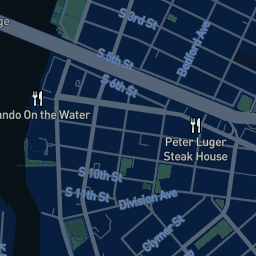 S 3rd St
Bedford Ave
ge
S 5th St
S 6th St
ando On the Water
Peter Luger
Steak House
S 10th St
S 11th St
Division Ave
Clymer St